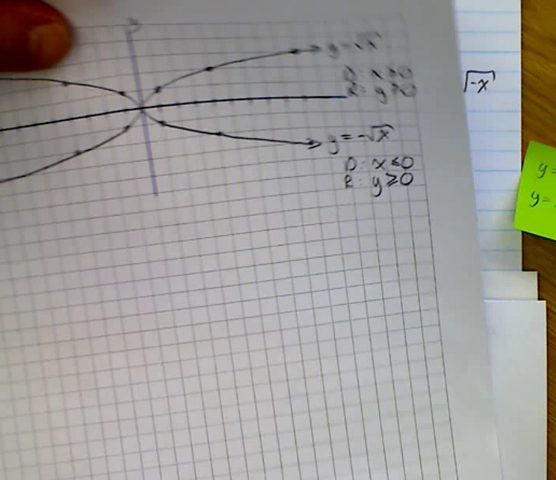 y=√x
D: x≥0
R: y≥0
√-x
y=-√x
D: x≤0
R: y≥0
y=
y=